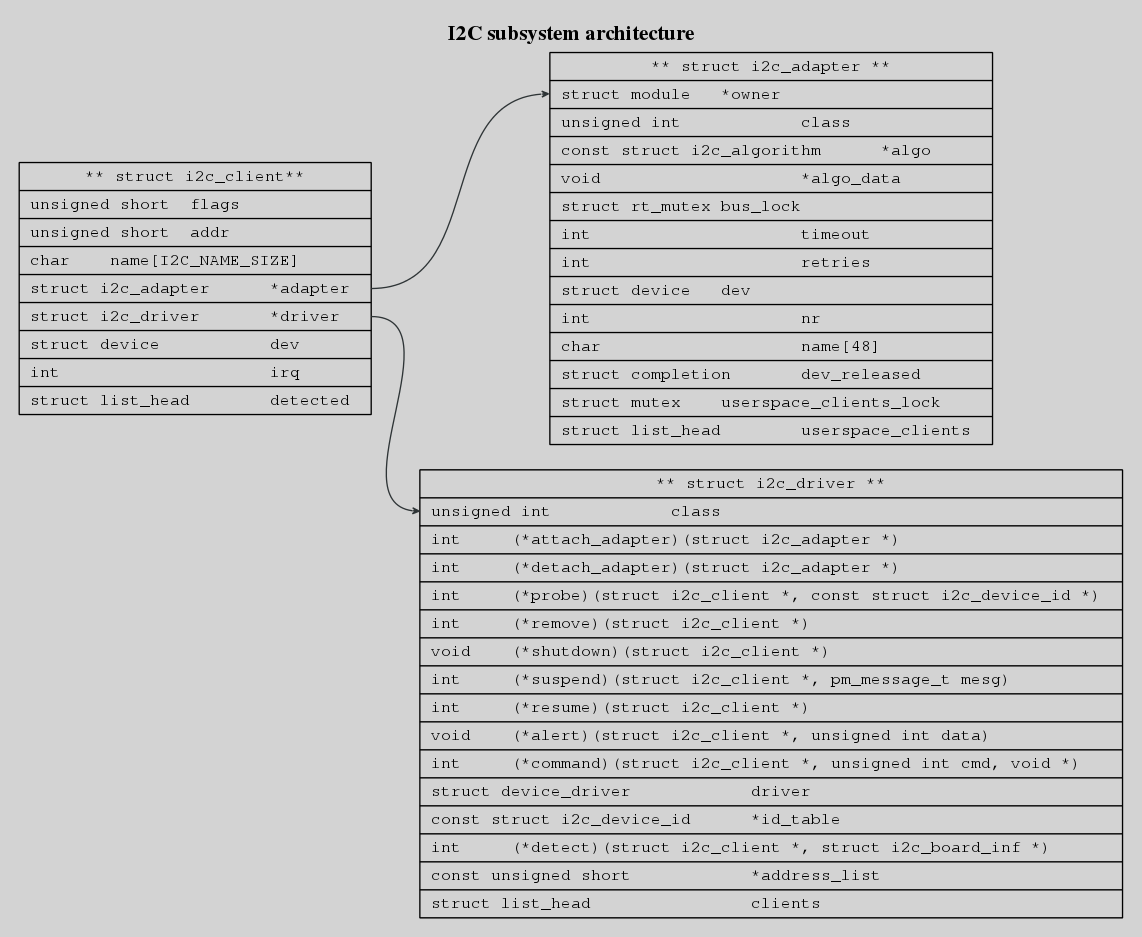 I2C subsystem architecture
** struct i2c_client**
unsigned short flags
unsigned short addr
char name[I2C_NAME_SIZE]
struct i2c_adapter *adapter
struct i2c_driver *driver
struct device dev
int irq
struct list_head detected
** struct i2c_adapter **
struct module *owner
unsigned int class
const struct i2c_algorithm *algo
void *algo_data
struct rt_mutex bus_lock
int timeout
int retries
struct device dev
int nr
char name[48]
struct completion dev_released
struct mutex userspace_clients_lock
struct list_head userspace_clients
** struct i2c_driver **
unsigned int class
int (*attach_adapter)(struct i2c_adapter *)
int (*detach_adapter)(struct i2c_adapter *)
int (*probe)(struct i2c_client *, const struct i2c_device_id *)
int (*remove)(struct i2c_client *)
void (*shutdown)(struct i2c_client *)
int (*suspend)(struct i2c_client *, pm_message_t mesg)
int (*resume)(struct i2c_client *)
void (*alert)(struct i2c_client *, unsigned int data)
int (*command)(struct i2c_client *, unsigned int cmd, void *)
struct device_driver driver
const struct i2c_device_id *id_table
int (*detect)(struct i2c_client *, struct i2c_board_inf *)
const unsigned short *address_list
struct list_head clients